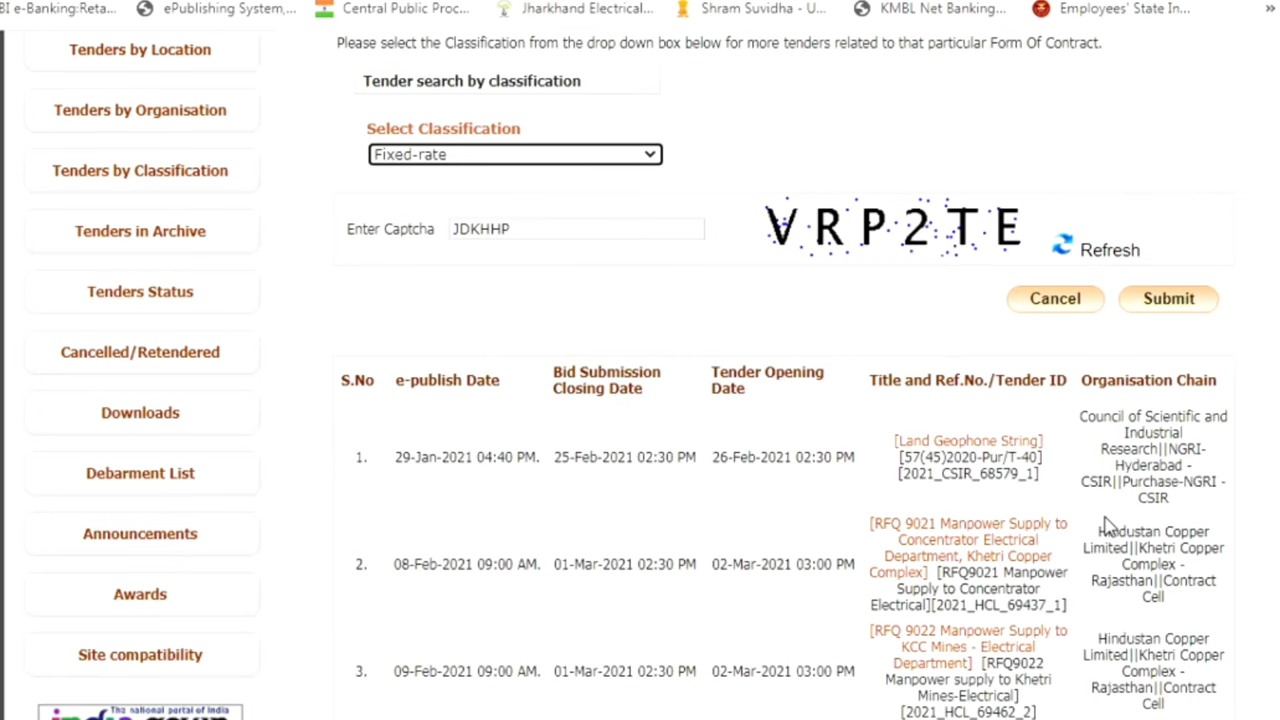 BI e-Banking:Reta... ePublishing System,... Central Public Proc... Jharkhand Electrical... Shram Suvidha - U... KMBL Net Banking... Employees' State In... »
Tenders by Location
Tenders by Organisation
Tenders by Classification
Tenders in Archive
Tenders Status
Cancelled/Retendered
Downloads
Debarment List
Announcements
Awards
Site compatibility
The national portal of India
Please select the Classification from the drop down box below for more tenders related to that particular Form Of Contract.
Tender search by classification
Select Classification
Fixed-rate
Enter Captcha JDKHHP
VRP2TE
Refresh
Cancel Submit
S.No e-publish Date Bid Submission Closing Date Tender Opening Date Title and Ref.No./Tender ID Organisation Chain
1. 29-Jan-2021 04:40 PM. 25-Feb-2021 02:30 PM 26-Feb-2021 02:30 PM
[Land Geophone String]
[57(45)2020-Pur/T-40]
[2021_CSIR_68579_1]
Council of Scientific and
Industrial
Research||NGRI-
Hyderabad -
CSIR||Purchase-NGRI -
CSIR
2. 08-Feb-2021 09:00 AM. 01-Mar-2021 02:30 PM 02-Mar-2021 03:00 PM
[RFQ 9021 Manpower Supply to
Concentrator Electrical
Department, Khetri Copper
Complex] [RFQ9021 Manpower
Supply to Concentrator
Electrical][2021_HCL_69437_1]
Hindustan Copper
Limited||Khetri Copper
Complex -
Rajasthan||Contract
Cell
3. 09-Feb-2021 09:00 AM. 01-Mar-2021 02:30 PM 02-Mar-2021 03:00 PM
[RFQ 9022 Manpower Supply to
KCC Mines - Electrical
Department] [RFQ9022
Manpower supply to Khetri
Mines-Electrical]
[2021_HCL_69462_2]
Hindustan Copper
Limited||Khetri Copper
Complex -
Rajasthan||Contract
Cell